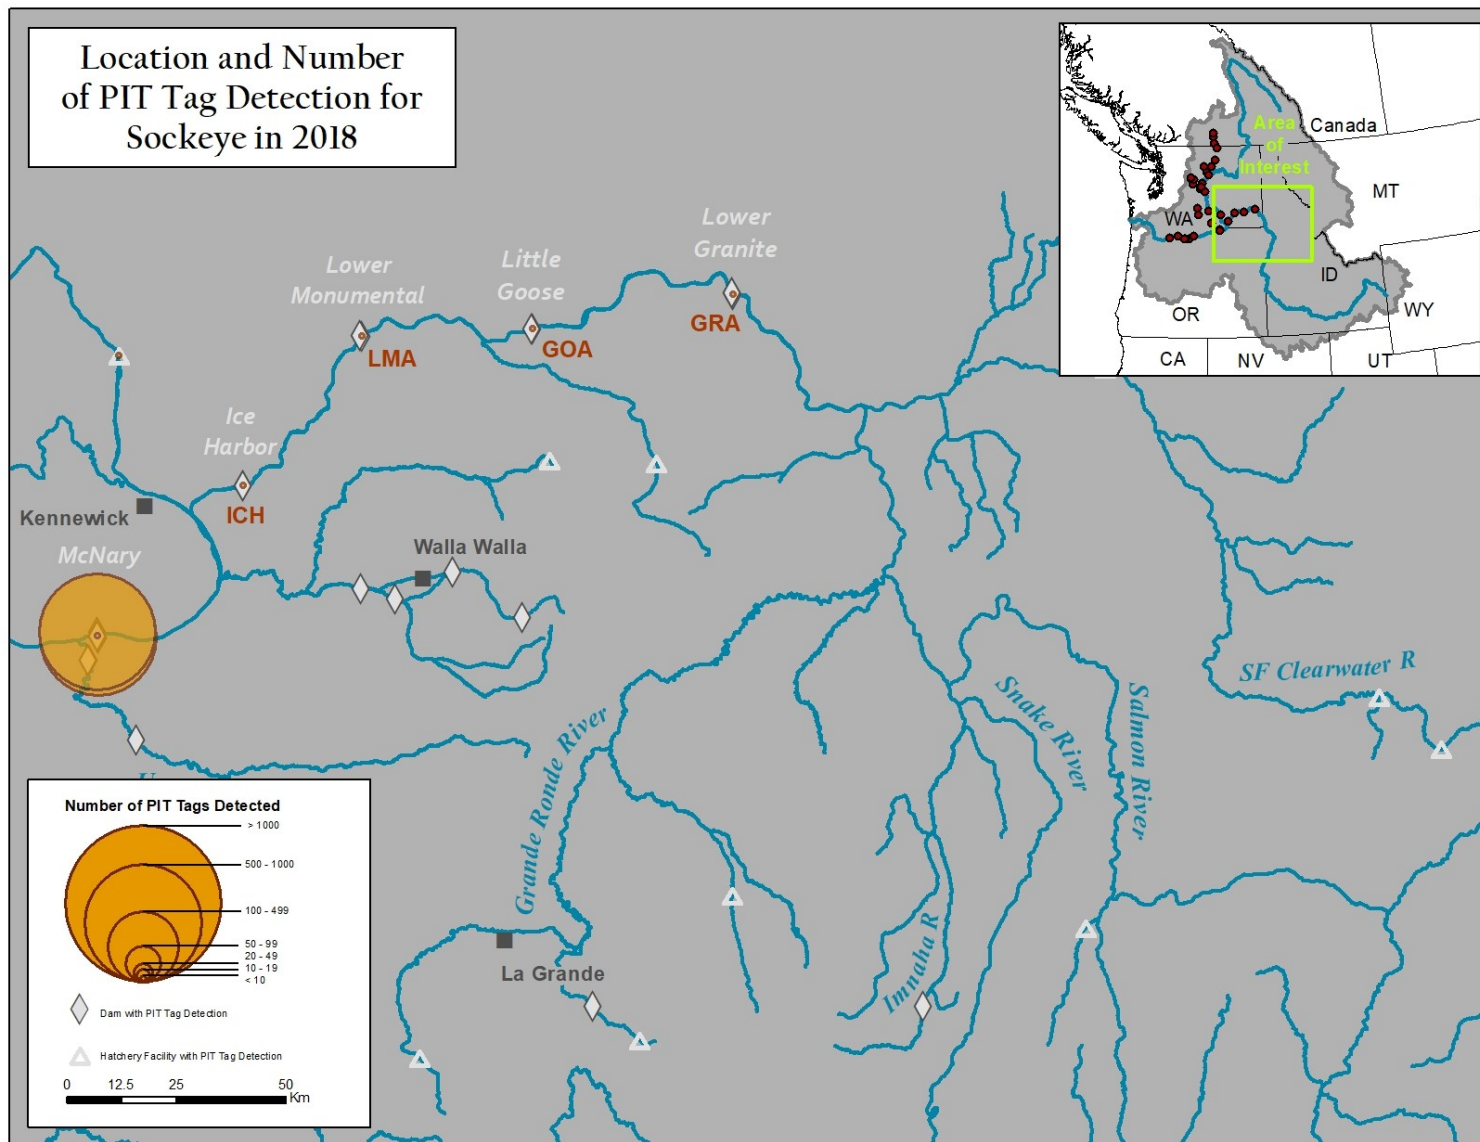 Location and Number
of PIT Tag Detection for
Sockeye in 2018
Area
of
Interest
Canada
MT
WA
ID
OR
WY
CA
NV
UT
Lower
Granite
Little
Goose
Lower
Monumental
GRA
GOA
LMA
Ice
Harbor
ICH
Kennewick
McNary
Walla Walla
SF Clearwater R
Snake River
Salmon River
Grande Ronde River
Imnaha R
La Grande
Number of PIT Tags Detected
> 1000
500 - 1000
100 - 499
50 - 99
20 - 49
10 - 19
< 10
Dam with PIT Tag Detection
Hatchery Facility with PIT Tag Detection
0 12.5 25 50
Km